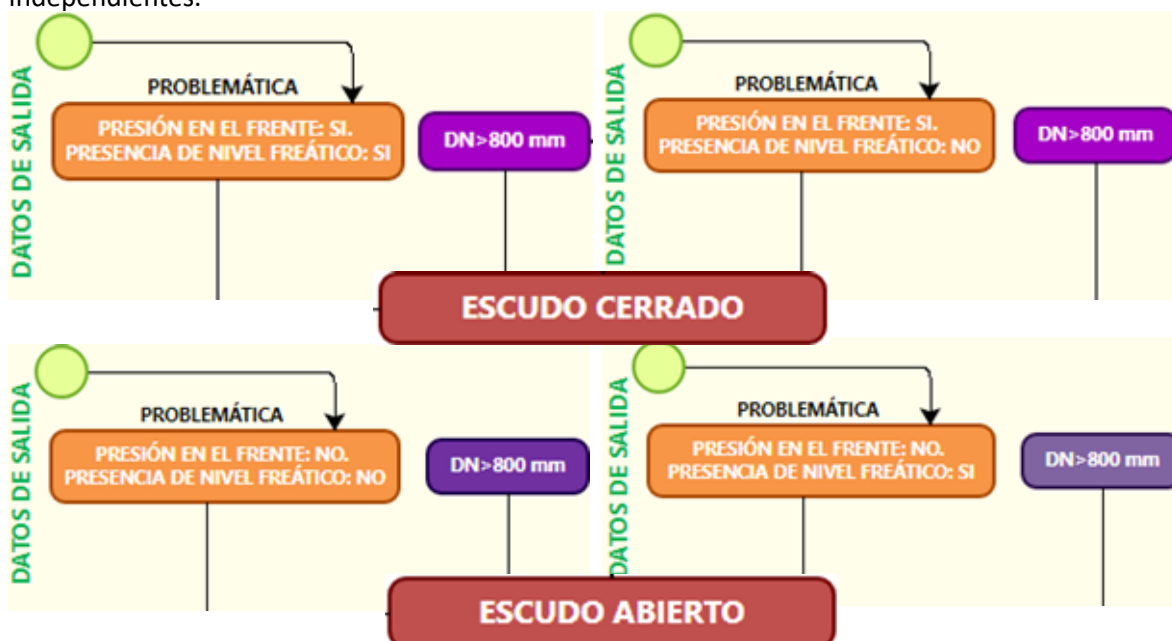 independientes.
DATOS DE SALIDA
PROBLEMÁTICA
PRESIÓN EN EL FRENTE: SI.
PRESENCIA DE NIVEL FREÁTICO: SI
DN>800 mm
DATOS DE SALIDA
PROBLEMÁTICA
PRESIÓN EN EL FRENTE: SI.
PRESENCIA DE NIVEL FREÁTICO: NO
DN>800 mm
ESCUDO CERRADO
DATOS DE SALIDA
PROBLEMÁTICA
PRESIÓN EN EL FRENTE: NO.
PRESENCIA DE NIVEL FREÁTICO: NO
DN>800 mm
DATOS DE SALIDA
PROBLEMÁTICA
PRESIÓN EN EL FRENTE: NO.
PRESENCIA DE NIVEL FREÁTICO: SI
DN>800 mm
ESCUDO ABIERTO